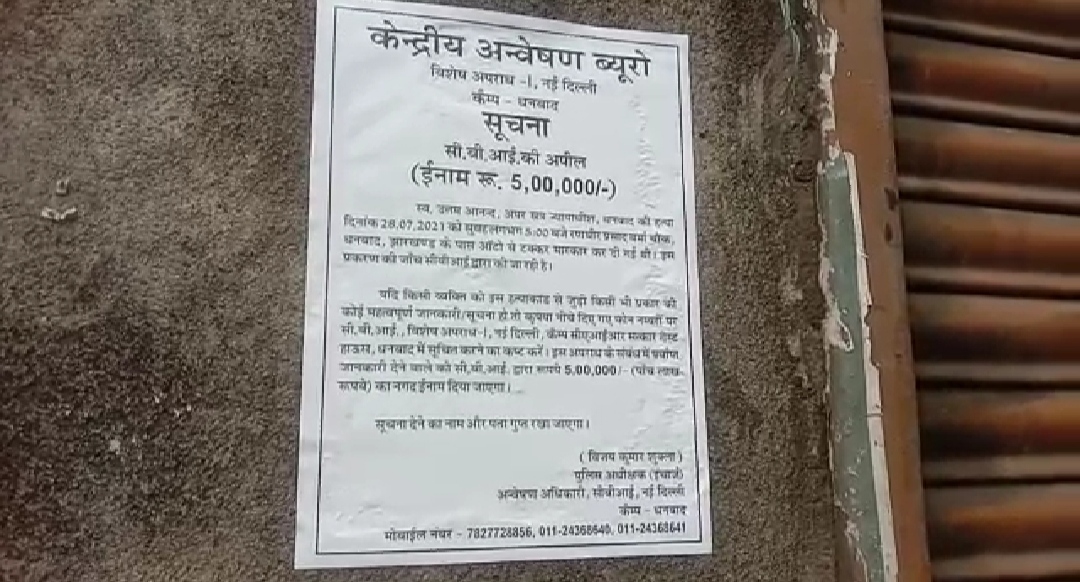 केन्द्रीय अन्वेषण ब्यूरो
विशेष अपराध -I, नई दिल्ली
कैम्प - धनबाद
सूचना
सी.बी.आई.की अपील
(ईनाम रू. 5,00,000/-)
स्व. उत्तम आनन्द, अपर सत्र न्यायाधीश, धनबाद की हत्या
दिनांक 28.07.2021 को सुबह लगभग 5:00 बजे रणधीर प्रसाद वर्मा चौक,
धनबाद, झारखण्ड के पास ऑटो से टक्कर मारकर कर दी गई थी। इस
प्रकरण की जाँच सीबीआई द्वारा की जा रही है।
यदि किसी व्यक्ति को इस हत्याकांड से जुड़ी किसी भी प्रकार की
कोई महत्वपूर्ण जानकारी/सूचना हो तो कृपया नीचे दिए गए फोन नम्बरों पर
सी.बी.आई., विशेष अपराध-I, नई दिल्ली, कैम्प सीएसआईआर सत्कार गेस्ट
हाऊस, धनबाद में सूचित करने का कष्ट करें। इस अपराध के संबंध में
जानकारी देने वाले को सी.बी.आई. द्वारा रूपये 5,00,000/- (पाँच लाख
रूपये) का नगद ईनाम दिया जाएगा।
सूचना देने का नाम और पता गुप्त रखा जाएगा।
( विजय कुमार शुक्ला )
पुलिस अधीक्षक (इंचार्ज)
अन्वेषण अधिकारी, सीबीआई, नई दिल्ली
कैम्प - धनबाद
मोबाईल नंबर - 7827728856, 011-24368640, 011-24368641